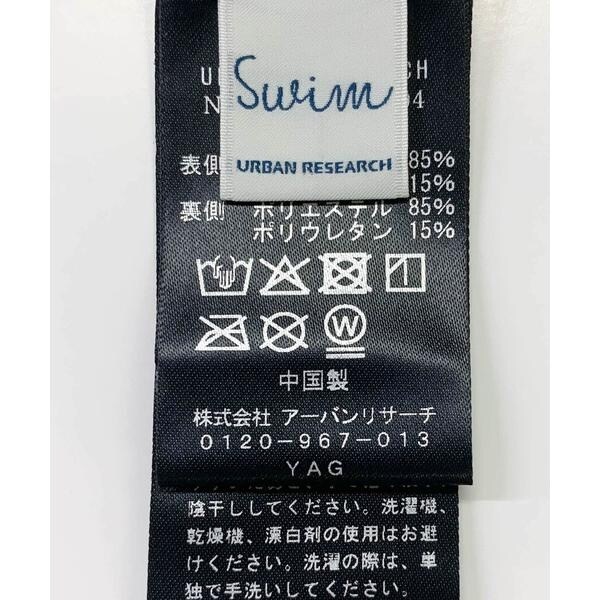 Swim
URBAN RESEARCH
表側 85%
15%
裏側 ポリエステル 85%
ポリウレタン 15%
W
中国製
株式会社 アーバンリサーチ
0120-967-013
YAG
陰干ししてください。洗濯機、
乾燥機、漂白剤の使用はお避
けください。洗濯の際は、単
独で手洗いしてください。